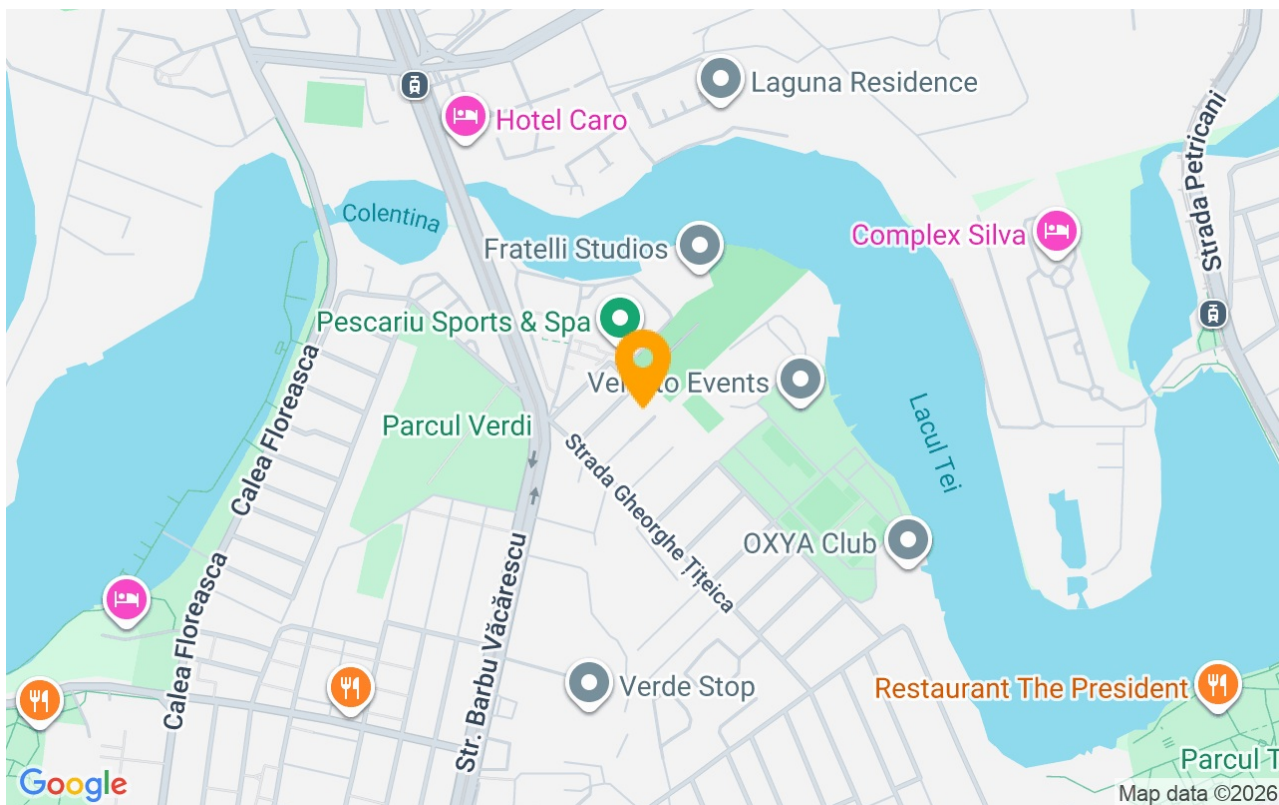 Laguna Residence
Hotel Caro
Strada Petricani
Colentina
Complex Silva
Fratelli Studios
Pescariu Sports & Spa
Events
Calea Floreasca
Parcul Verdi
Lacul Tei
Strada Gheorghe Țițeica
OXYA Club
Calea Floreasca
Str. Barbu Văcărescu
Verde Stop
Restaurant The President
Parcul T
Google
Map data ©2026